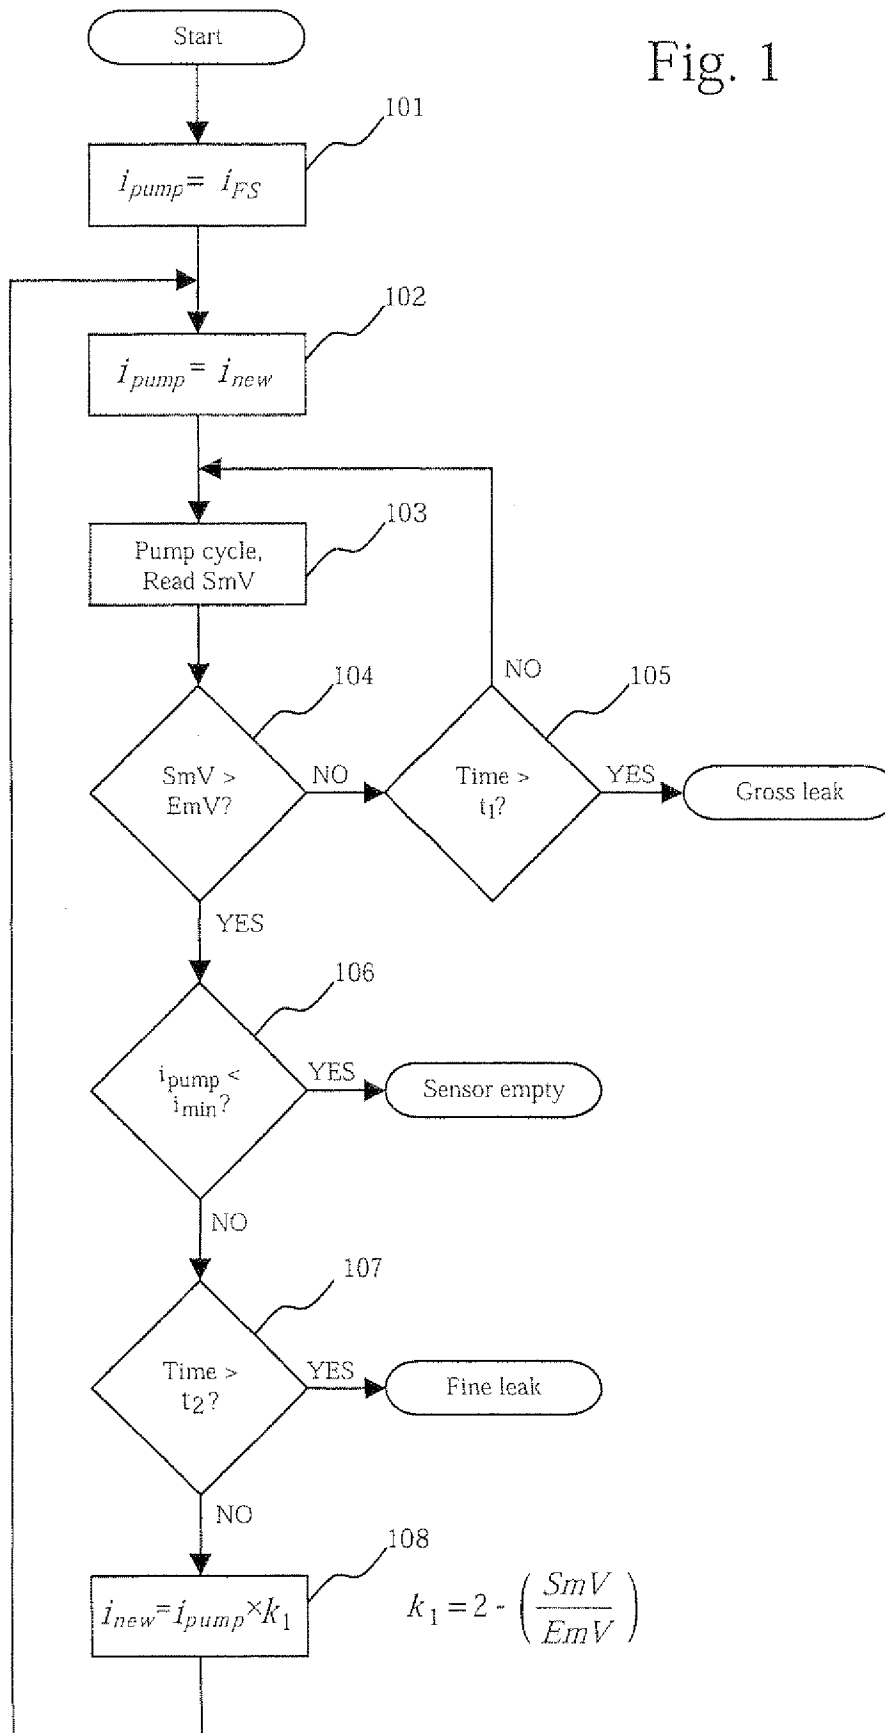 Start
Fig. 1
101
i_pump = i_FS
102
i_pump = i_new
103
Pump cycle,
Read SmV
104
NO
105
SmV >
EmV?
NO
Time >
t1?
YES
Gross leak
YES
106
i_pump <
i_min?
YES
Sensor empty
NO
107
Time >
t2?
YES
Fine leak
NO
108
i_new=i_pump×k1
k1 = 2 - (SmV
EmV)